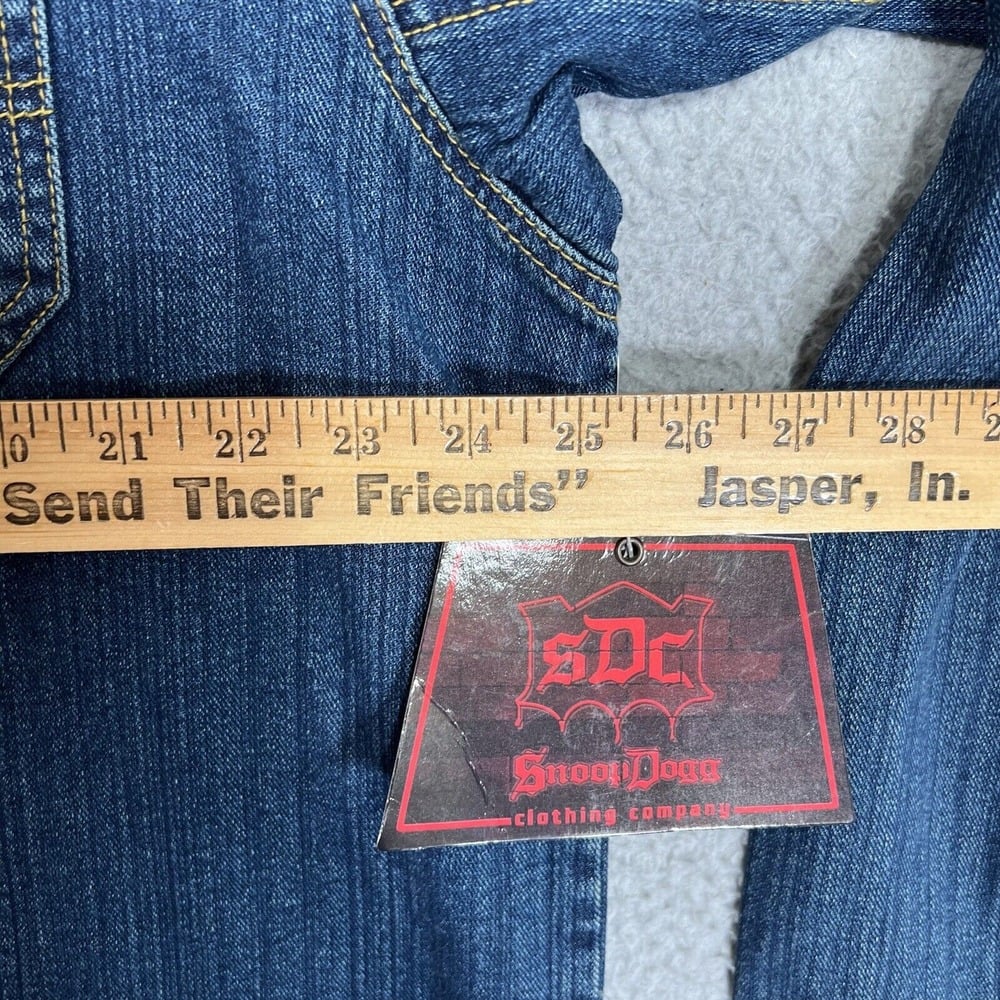 0 21 22 23 24 25 26 27 28 2
Send Their Friends” Jasper, In.
SDC
Snoop Dogg
clothing company